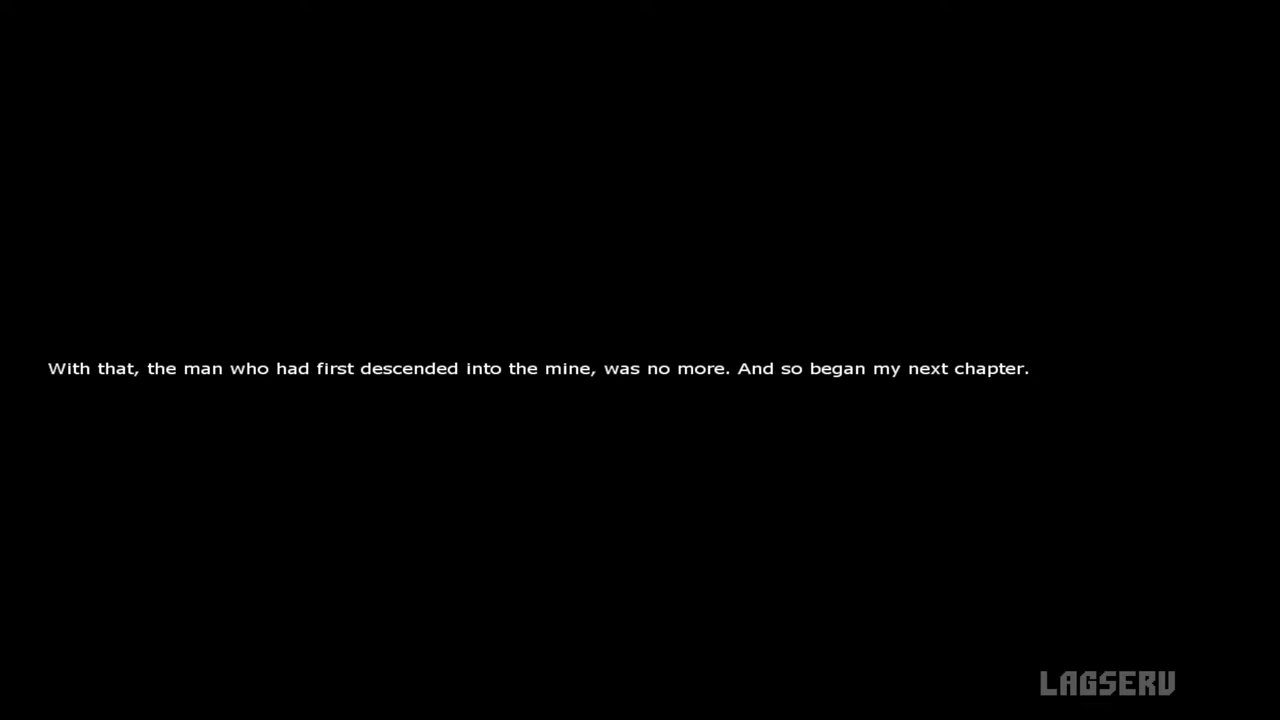 With that, the man who had first descended into the mine, was no more. And so began my next chapter.
LAGSERV